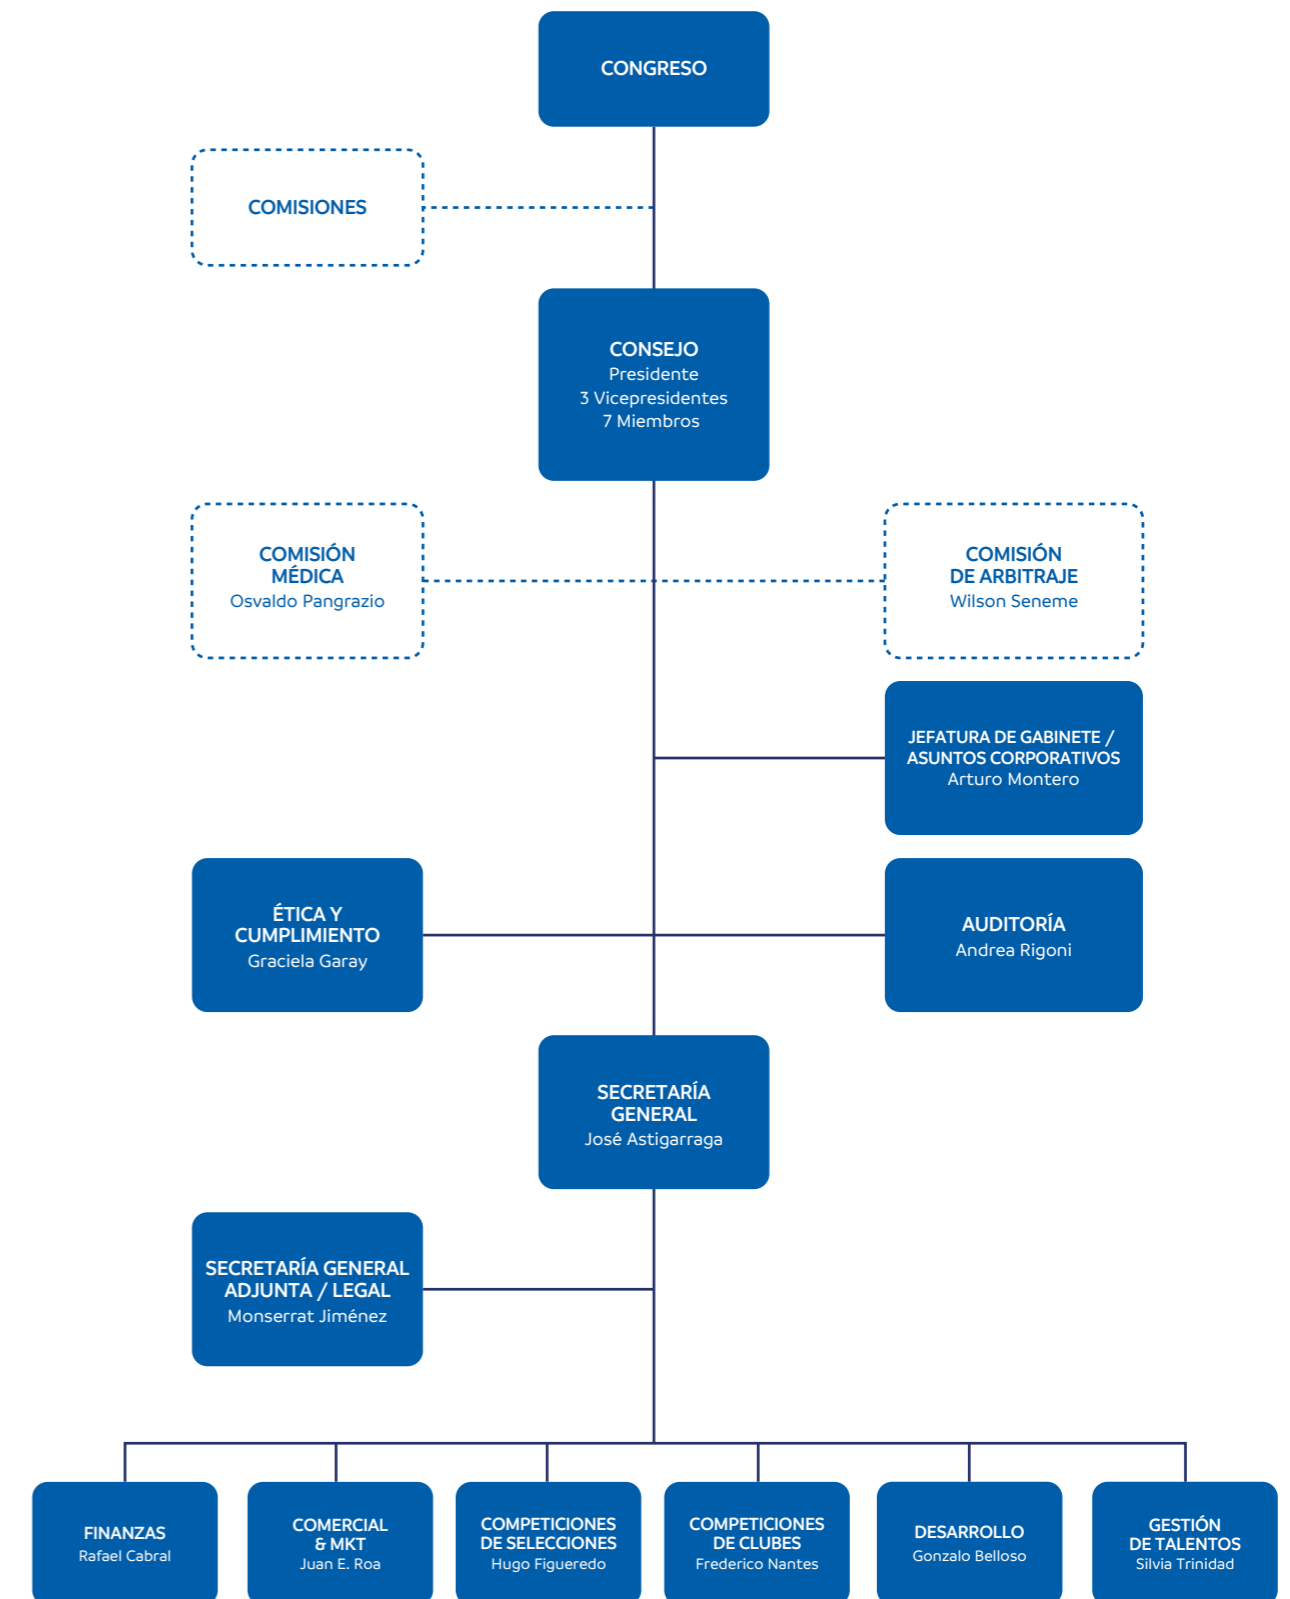 CONGRESO
COMISIONES
CONSEJO
Presidente
3 Vicepresidentes
7 Miembros
COMISIÓN
MÉDICA
Osvaldo Pangrazio
COMISIÓN
DE ARBITRAJE
Wilson Seneme
JEFATURA DE GABINETE /
ASUNTOS CORPORATIVOS
Arturo Montero
ÉTICA Y
CUMPLIMIENTO
Graciela Garay
AUDITORÍA
Andrea Rigoni
SECRETARÍA
GENERAL
José Astigarraga
SECRETARÍA GENERAL
ADJUNTA / LEGAL
Monserrat Jiménez
FINANZAS
Rafael Cabral
COMERCIAL
& MKT
Juan E. Roa
COMPETICIONES
DE SELECCIONES
Hugo Figueredo
COMPETICIONES
DE CLUBES
Frederico Nantes
DESARROLLO
Gonzalo Belloso
GESTIÓN
DE TALENTOS
Silvia Trinidad